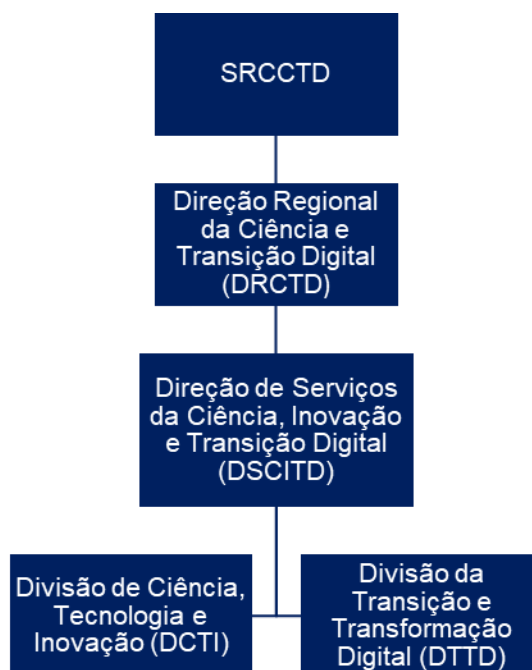 SRCCTD
Direção Regional
da Ciência e
Transição Digital
(DRCTD)
Direção de Serviços
da Ciência, Inovação
e Transição Digital
(DSCITD)
Divisão de Ciência,
Tecnologia e
Inovação (DCTI)
Divisão da
Transição e
Transformação
Digital (DTTD)